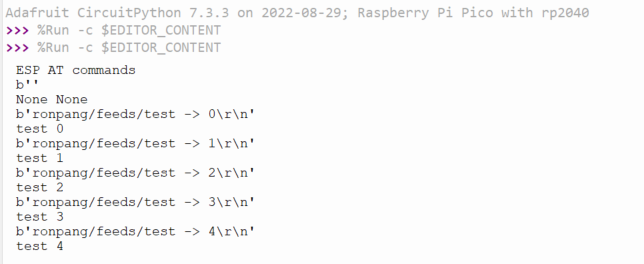 Adafruit CircuitPython 7.3.3 on 2022-08-29; Raspberry Pi Pico with rp2040
>>> %Run -c $EDITOR_CONTENT
>>> %Run -c $EDITOR_CONTENT
ESP AT commands
b''
None None
b'ronpang/feeds/test -> 0\r\n'
test 0
b'ronpang/feeds/test -> 1\r\n'
test 1
b'ronpang/feeds/test -> 2\r\n'
test 2
b'ronpang/feeds/test -> 3\r\n'
test 3
b'ronpang/feeds/test -> 4\r\n'
test 4